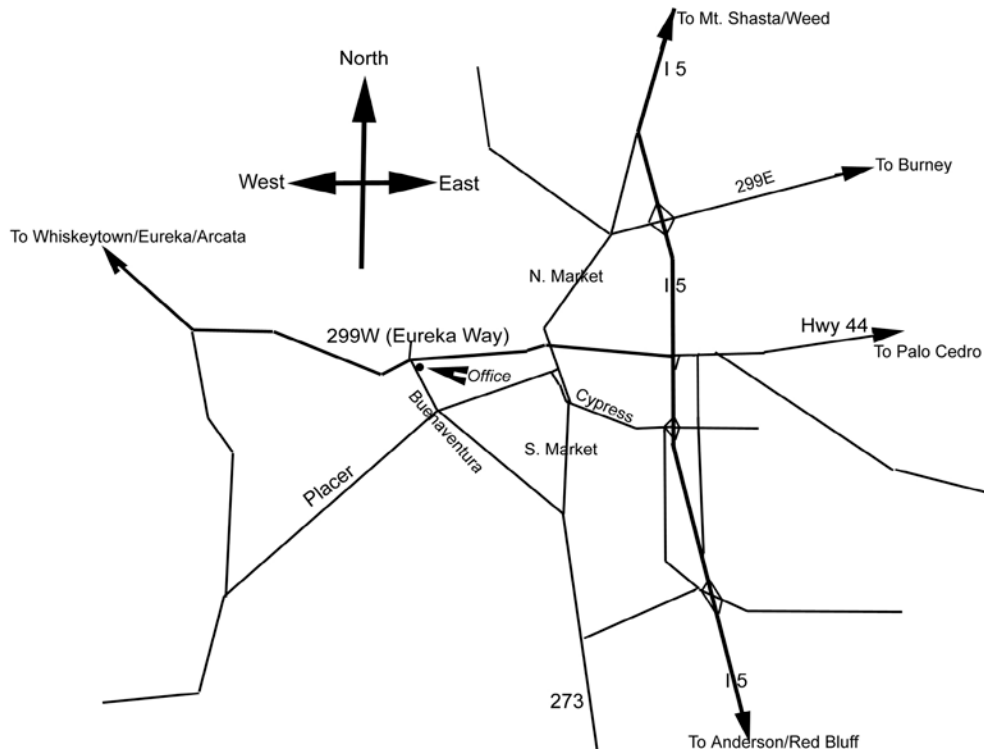 To Mt. Shasta/Weed
North
I 5
West
East
299E
To Burney
To Whiskeytown/Eureka/Arcata
N. Market
I 5
299W (Eureka Way)
Hwy 44
To Palo Cedro
Office
Buenaventura
Cypress
S. Market
Placer
I 5
273
To Anderson/Red Bluff